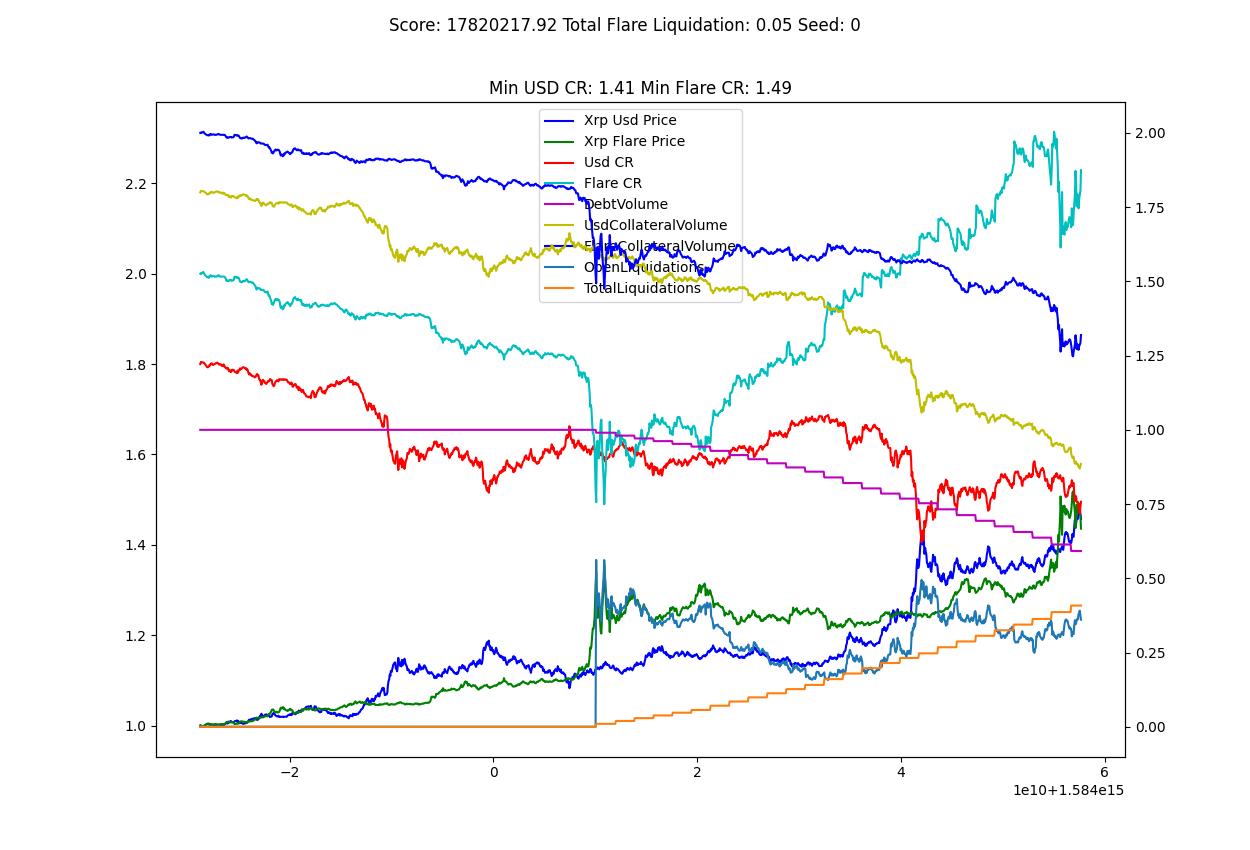 Score: 17820217.92 Total Flare Liquidation: 0.05 Seed: 0
Min USD CR: 1.41 Min Flare CR: 1.49
Xrp Usd Price
Xrp Flare Price
Usd CR
Flare CR
DebtVolume
UsdCollateralVolume
FlareCollateralVolume
OpenLiquidations
TotalLiquidations
2.2
2.0
1.8
1.6
1.4
1.2
1.0
2.00
1.75
1.50
1.25
1.00
0.75
0.50
0.25
0.00
−2 0 2 4 6
1e10+1.584e15